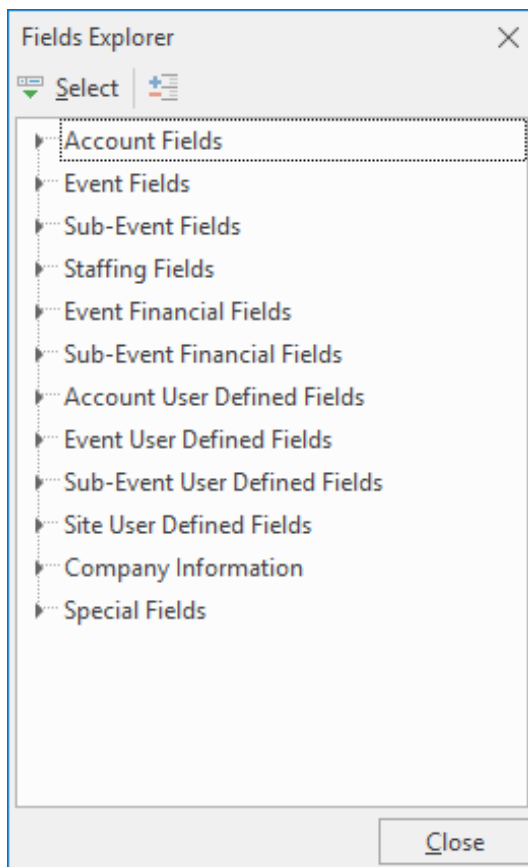 Fields Explorer
Select
Account Fields
Event Fields
Sub-Event Fields
Staffing Fields
Event Financial Fields
Sub-Event Financial Fields
Account User Defined Fields
Event User Defined Fields
Sub-Event User Defined Fields
Site User Defined Fields
Company Information
Special Fields
Close